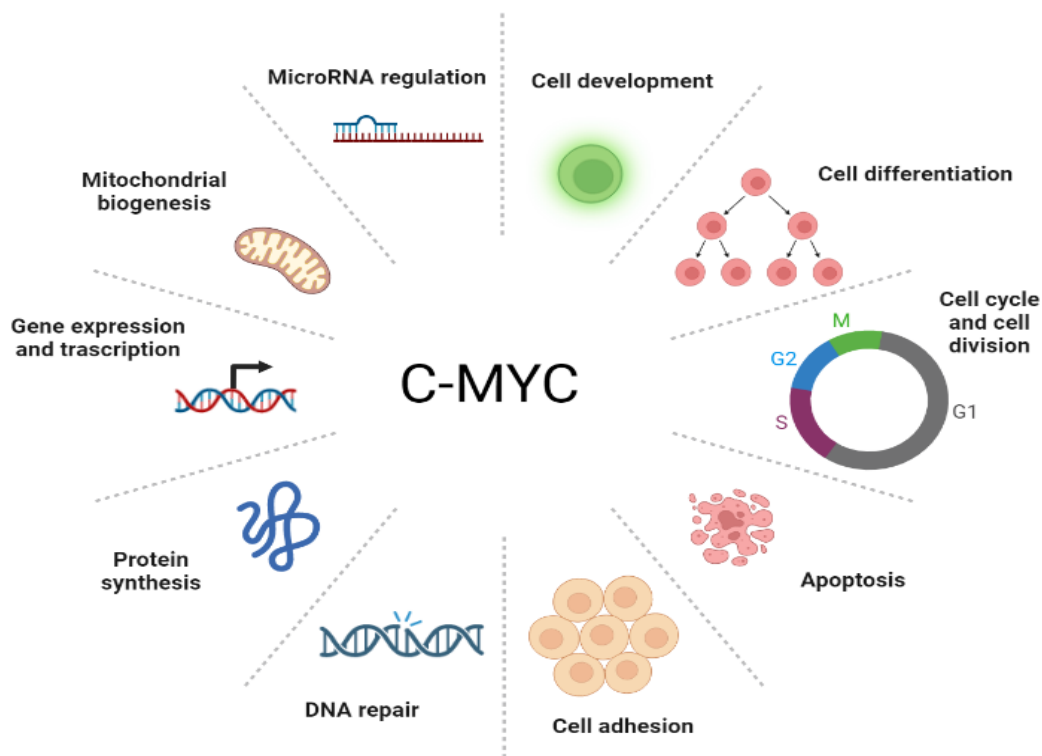 MicroRNA regulation
Cell development
Mitochondrial
biogenesis
Cell differentiation
Gene expression
and trascription
C-MYC
Cell cycle
and cell
division
M
G2
S
G1
Protein
synthesis
Apoptosis
DNA repair
Cell adhesion